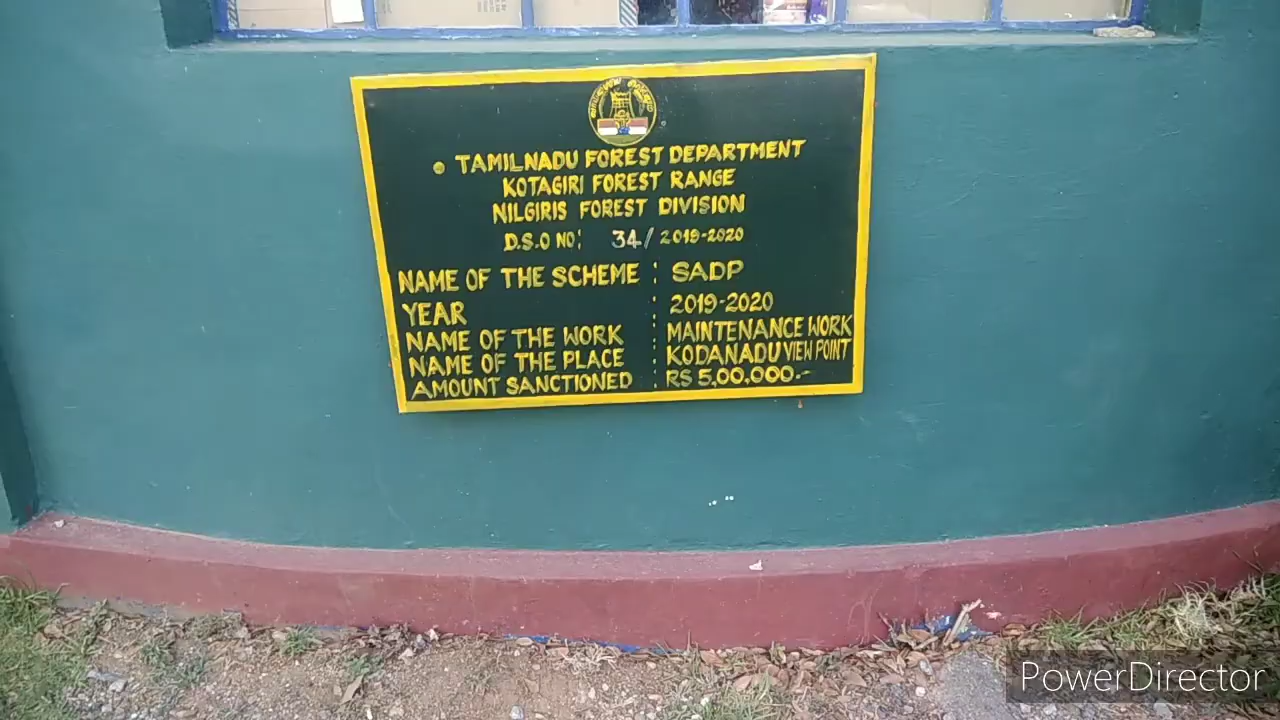 TAMILNADU FOREST DEPARTMENT
KOTAGIRI FOREST RANGE
NILGIRIS FOREST DIVISION
D.S.O NO: 34/2019-2020
NAME OF THE SCHEME : SADP
YEAR : 2019-2020
NAME OF THE WORK : MAINTENANCE WORK
NAME OF THE PLACE : KODANADU VIEW POINT
AMOUNT SANCTIONED : RS 5,00,000.-
PowerDirector